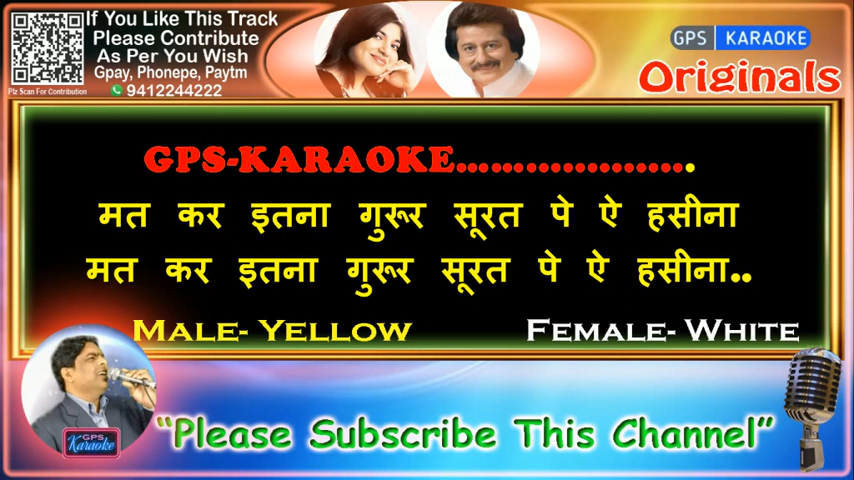 If You Like This Track
Please Contribute
As Per You Wish
Gpay, Phonepe, Paytm
Plz Scan For Contribution
9412244222
GPS | KARAOKE
Originals
GPS-KARAOKE....................
मत कर इतना गुरूर सूरत पे ऐ हसीना
मत कर इतना गुरूर सूरत पे ऐ हसीना..
Male- Yellow
Female- White
GPS
Karaoke
“Please Subscribe This Channel”